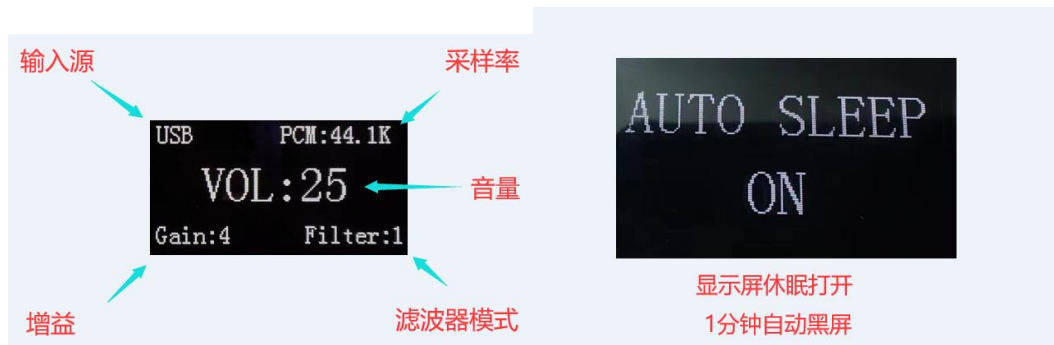 输入源
采样率
USB
PCM:44.1K
VOL:25
音量
Gain:4
Filter:1
增益
滤波器模式
AUTO SLEEP
ON
显示屏休眠打开
1分钟自动黑屏